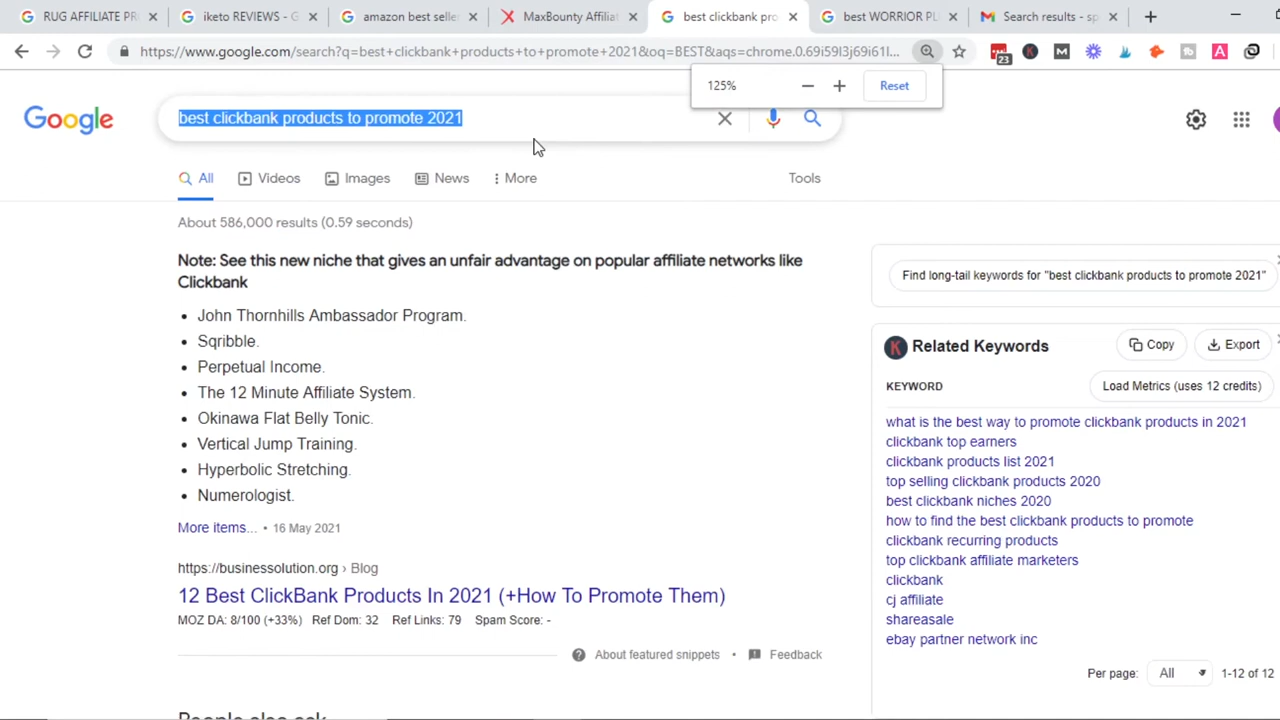 RUG AFFILIATE PR
iketo REVIEWS - G
amazon best selle
MaxBounty Affilia
best clickbank pro
best WORRIOR PL
Search results - sp
https://www.google.com/search?q=best+clickbank+products+to+promote+2021&oq=BEST&aqs=chrome.0.69i59l3j69i61l...
23
125%
Reset
Google
best clickbank products to promote 2021
All
Videos
Images
News
More
Tools
About 586,000 results (0.59 seconds)
Note: See this new niche that gives an unfair advantage on popular affiliate networks like
Clickbank
• John Thornhills Ambassador Program.
• Sqribble.
• Perpetual Income.
• The 12 Minute Affiliate System.
• Okinawa Flat Belly Tonic.
• Vertical Jump Training.
• Hyperbolic Stretching.
• Numerologist.
More items... • 16 May 2021
https://businessolution.org › Blog
12 Best ClickBank Products In 2021 (+How To Promote Them)
MOZ DA: 8/100 (+33%) Ref Dom: 32 Ref Links: 79 Spam Score: -
About featured snippets • Feedback
People also ask
Find long-tail keywords for "best clickbank products to promote 2021"
K
Related Keywords
Copy
Export
KEYWORD
Load Metrics (uses 12 credits)
what is the best way to promote clickbank products in 2021
clickbank top earners
clickbank products list 2021
top selling clickbank products 2020
best clickbank niches 2020
how to find the best clickbank products to promote
clickbank recurring products
top clickbank affiliate marketers
clickbank
cj affiliate
shareasale
ebay partner network inc
Per page: All 1-12 of 12